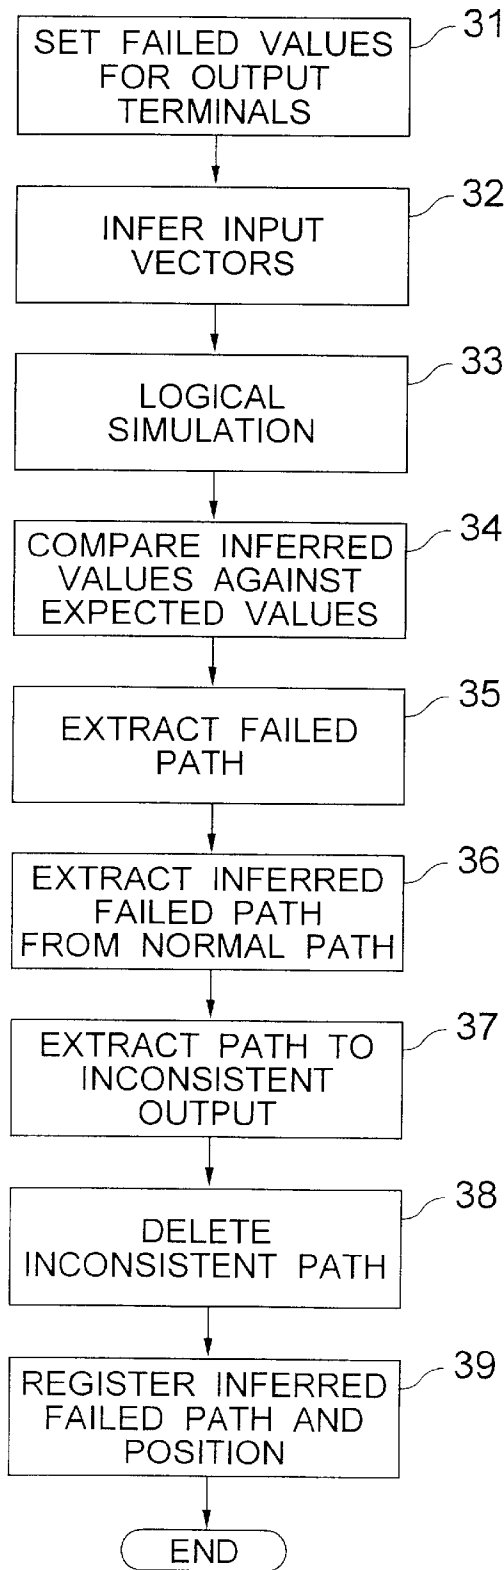 31
SET FAILED VALUES
FOR OUTPUT
TERMINALS
32
INFER INPUT
VECTORS
33
LOGICAL
SIMULATION
34
COMPARE INFERRED
VALUES AGAINST
EXPECTED VALUES
35
EXTRACT FAILED
PATH
36
EXTRACT INFERRED
FAILED PATH
FROM NORMAL PATH
37
EXTRACT PATH TO
INCONSISTENT
OUTPUT
38
DELETE
INCONSISTENT PATH
39
REGISTER INFERRED
FAILED PATH AND
POSITION
END